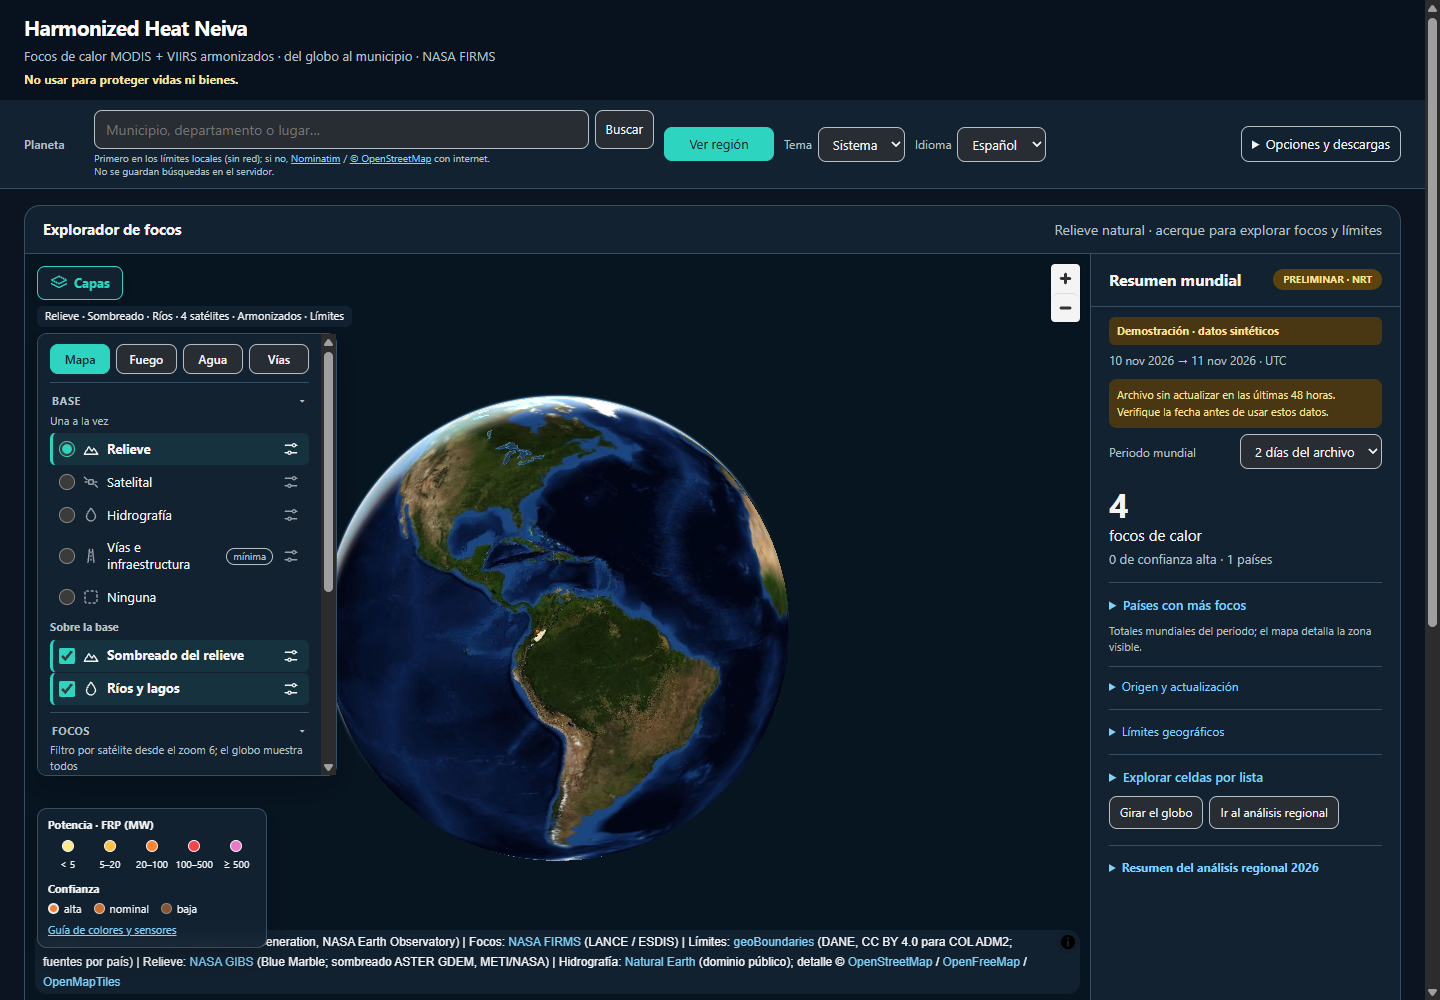 Harmonized Heat Neiva
Focos de calor MODIS + VIIRS armonizados · del globo al municipio · NASA FIRMS
No usar para proteger vidas ni bienes.
Planeta
Municipio, departamento o lugar...
Buscar
Primero en los límites locales (sin red); si no, Nominatim / © OpenStreetMap con internet.
No se guardan búsquedas en el servidor.
Ver región
Tema
Sistema
Idioma
Español
Opciones y descargas
Explorador de focos
Relieve natural · acerque para explorar focos y límites
Capas
Relieve · Sombreado · Ríos · 4 satélites · Armonizados · Límites
Mapa
Fuego
Agua
Vías
BASE
Una a la vez
Relieve
Satelital
Hidrografía
Vías e
infraestructura
mínima
Ninguna
Sobre la base
Sombreado del relieve
Ríos y lagos
FOCOS
Filtro por satélite desde el zoom 6; el globo muestra
todos
Potencia · FRP (MW)
< 5
5–20
20–100
100–500
≥ 500
Confianza
alta
nominal
baja
Guía de colores y sensores
eneration, NASA Earth Observatory) | Focos: NASA FIRMS (LANCE / ESDIS) | Límites: geoBoundaries (DANE, CC BY 4.0 para COL ADM2;
fuentes por país) | Relieve: NASA GIBS (Blue Marble; sombreado ASTER GDEM, METI/NASA) | Hidrografía: Natural Earth (dominio público); detalle © OpenStreetMap / OpenFreeMap /
OpenMapTiles
Resumen mundial
PRELIMINAR · NRT
Demostración · datos sintéticos
10 nov 2026 → 11 nov 2026 · UTC
Archivo sin actualizar en las últimas 48 horas.
Verifique la fecha antes de usar estos datos.
Periodo mundial
2 días del archivo
4
focos de calor
0 de confianza alta · 1 países
Países con más focos
Totales mundiales del periodo; el mapa detalla la zona
visible.
Origen y actualización
Límites geográficos
Explorar celdas por lista
Girar el globo
Ir al análisis regional
Resumen del análisis regional 2026